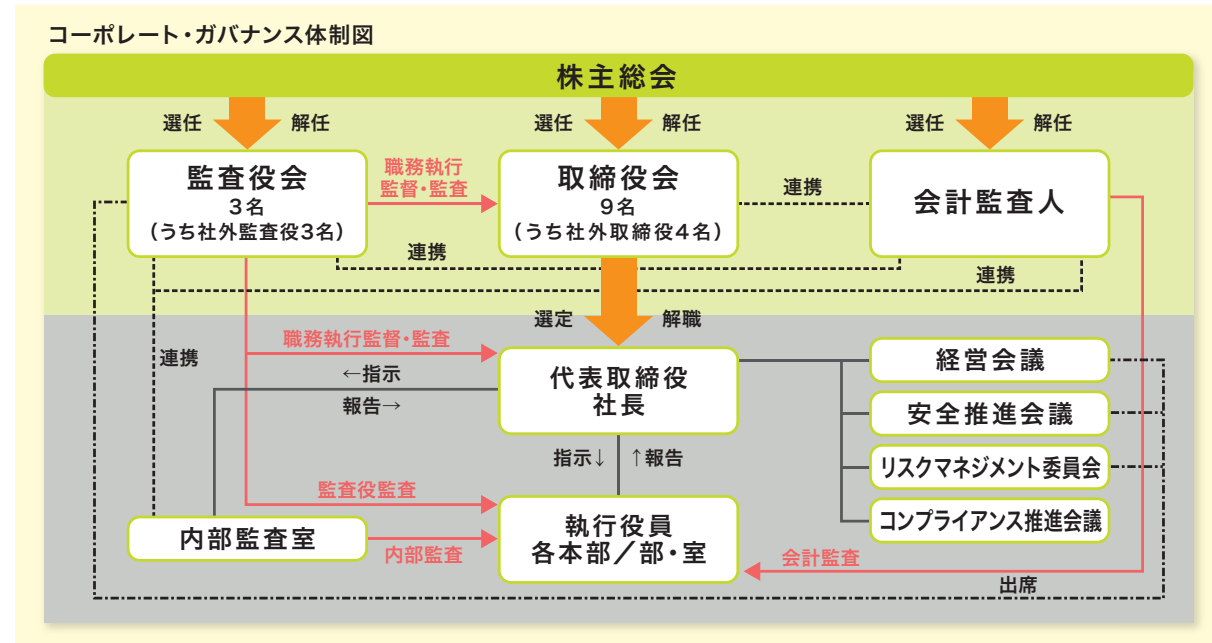 コーポレート・ガバナンス体制図
株主総会
選任
解任
選任
解任
選任
解任
監査役会
3名
(うち社外監査役3名)
職務執行
監督・監査
取締役会
9名
(うち社外取締役4名)
連携
会計監査人
連携
連携
選定
解職
職務執行監督・監査
連携
←指示
報告→
代表取締役
社長
経営会議
安全推進会議
リスクマネジメント委員会
コンプライアンス推進会議
指示↓
↑報告
監査役監査
内部監査室
内部監査
執行役員
各本部/部・室
会計監査
出席